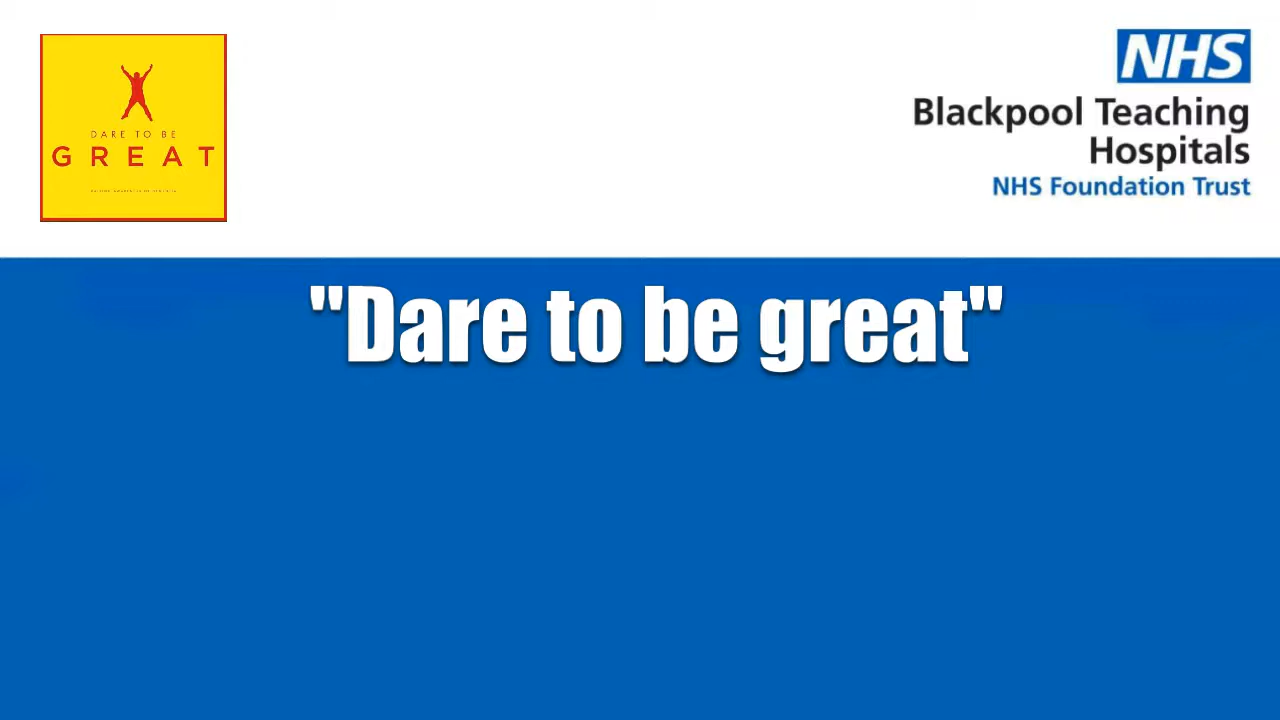 DARE TO BE
GREAT
NHS
Blackpool Teaching
Hospitals
NHS Foundation Trust
"Dare to be great"